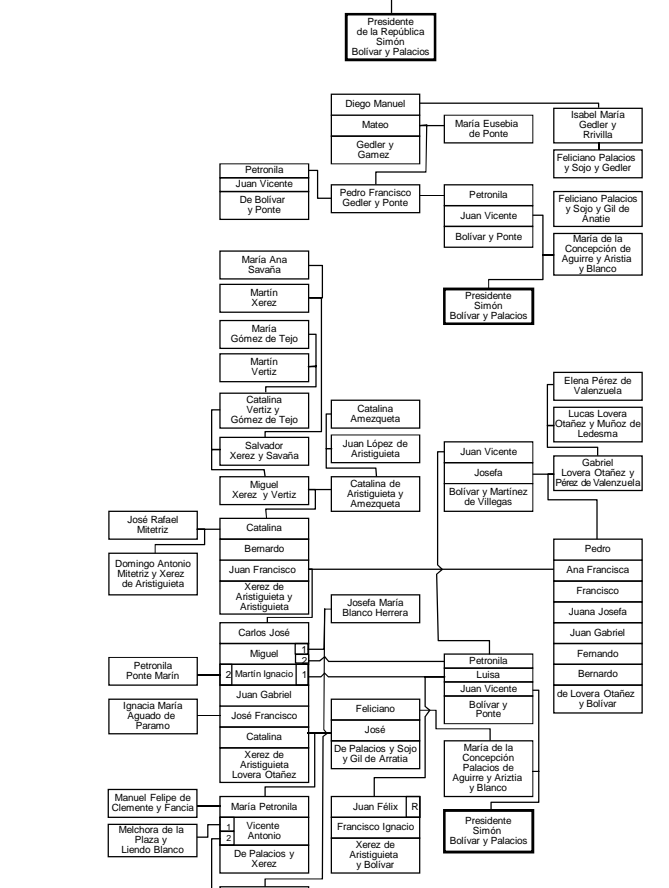 Presidente
de la República
Simón
Bolívar y Palacios
Diego Manuel
Mateo
Gedler y
Gamez
María Eusebia
de Ponte
Isabel María
Gedler y
Rrivilla
Feliciano Palacios
y Sojo y Gedler
Petronila
Juan Vicente
De Bolívar
y Ponte
Pedro Francisco
Gedler y Ponte
Petronila
Juan Vicente
Bolívar y Ponte
Feliciano Palacios
y Sojo y Gil de
Anatie
María de la
Concepción de
Aguirre y Aristia
y Blanco
Presidente
Simón
Bolívar y Palacios
María Ana
Savaña
Martín
Xerez
María
Gómez de Tejo
Martín
Vertiz
Catalina
Vertiz y
Gómez de Tejo
Salvador
Xerez y Savaña
Miguel
Xerez y Vertiz
Catalina
Amezqueta
Juan López de
Aristiguieta
Catalina de
Aristiguieta y
Amezqueta
Juan Vicente
Josefa
Bolívar y Martínez
de Villegas
Elena Pérez de
Valenzuela
Lucas Lovera
Otañez y Muñoz de
Ledesma
Gabriel
Lovera Otañez y
Pérez de Valenzuela
José Rafael
Mitetriz
Domingo Antonio
Mitetriz y Xerez
de Aristiguieta
Catalina
Bernardo
Juan Francisco
Xerez de
Aristiguieta y
Aristiguieta
Pedro
Ana Francisca
Francisco
Juana Josefa
Juan Gabriel
Fernando
Bernardo
de Lovera Otañez
y Bolívar
Josefa María
Blanco Herrera
Carlos José
Miguel
1
2
2
Martín Ignacio
1
Juan Gabriel
José Francisco
Catalina
Xerez de
Aristiguieta
Lovera Otañez
Petronila
Ponte Marín
Ignacia María
Aguado de
Paramo
Petronila
Luisa
Juan Vicente
Bolívar y
Ponte
Feliciano
José
De Palacios y Sojo
y Gil de Arratia
María de la
Concepción
Palacios de
Aguirre y Ariztia
y Blanco
Manuel Felipe de
Clemente y Fancia
Melchora de la
Plaza y
Liendo Blanco
María Petronila
1
2
Vicente
Antonio
De Palacios y
Xerez
Juan Félix
R
Francisco Ignacio
Xerez de
Aristiguieta
y Bolívar
Presidente
Simón
Bolívar y Palacios